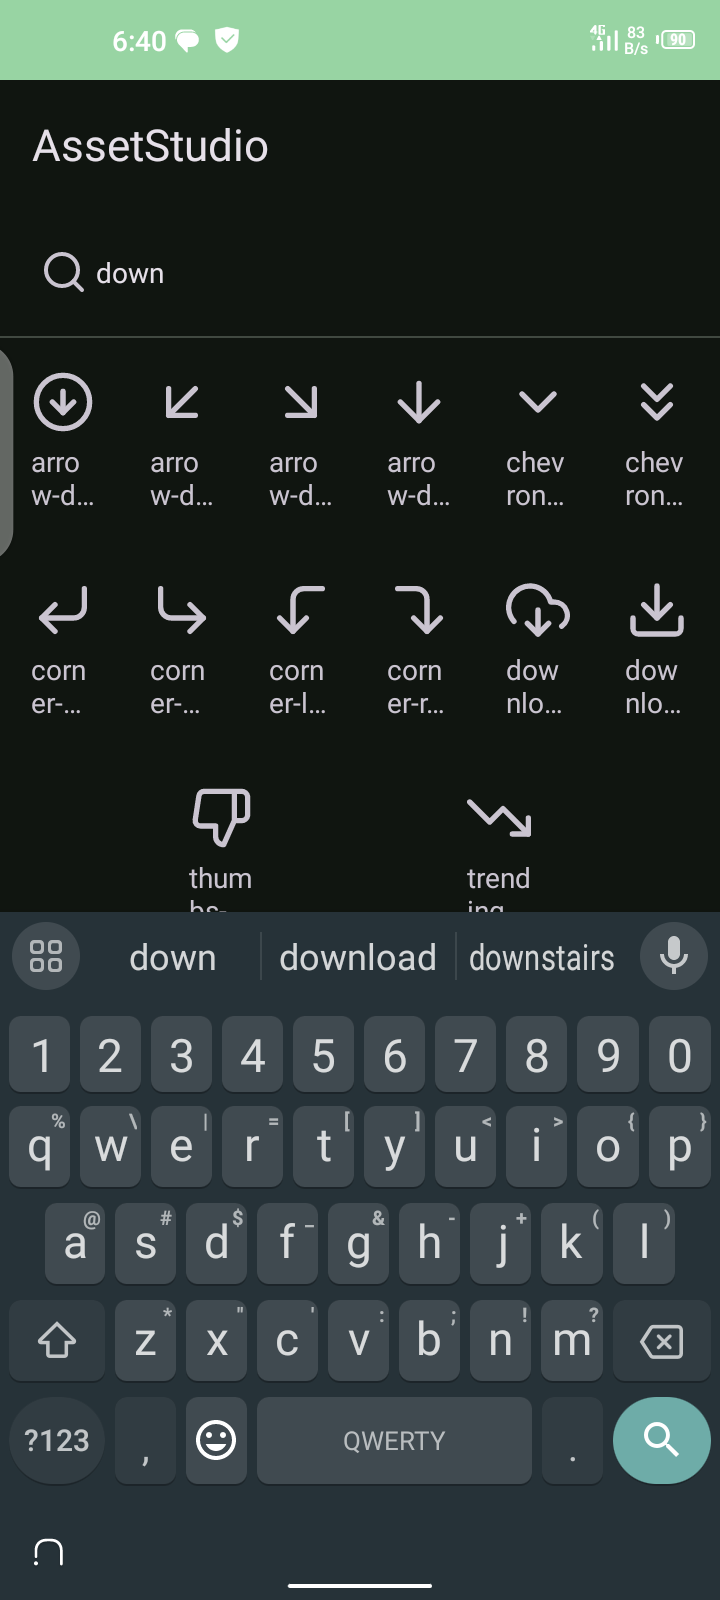 6:40 4G 83 B/s 90
AssetStudio
down
arro arro arro arro chev chev
w-d... w-d... w-d... w-d... ron... ron...
corn corn corn corn dow dow
er-... er-... er-l... er-r... nlo... nlo...
thum trend
bs- ing
down download downstairs
1 2 3 4 5 6 7 8 9 0
% \ | = [ ] < > { }
q w e r t y u i o p
@ # $ _ & - + ( )
a s d f g h j k l
* " ' : ; ! ?
z x c v b n m
?123 , QWERTY .